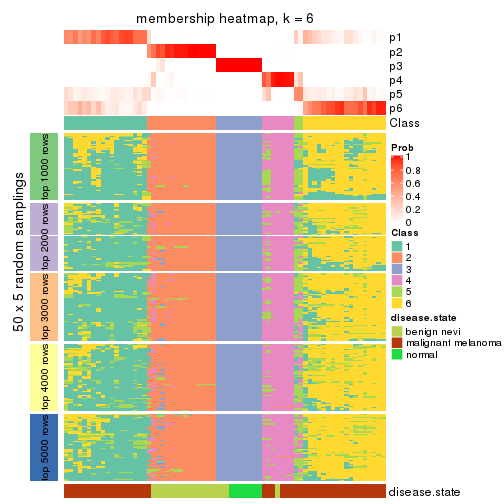 membership heatmap, k = 6
p1
p2
p3
p4
p5
p6
Class
50 x 5 random samplings
top 1000 rows
top 2000 rows
top 3000 rows
top 4000 rows
top 5000 rows
Prob
1
0.8
0.6
0.4
0.2
0
Class
1
2
3
4
5
6
disease.state
benign nevi
malignant melanoma
normal
disease.state